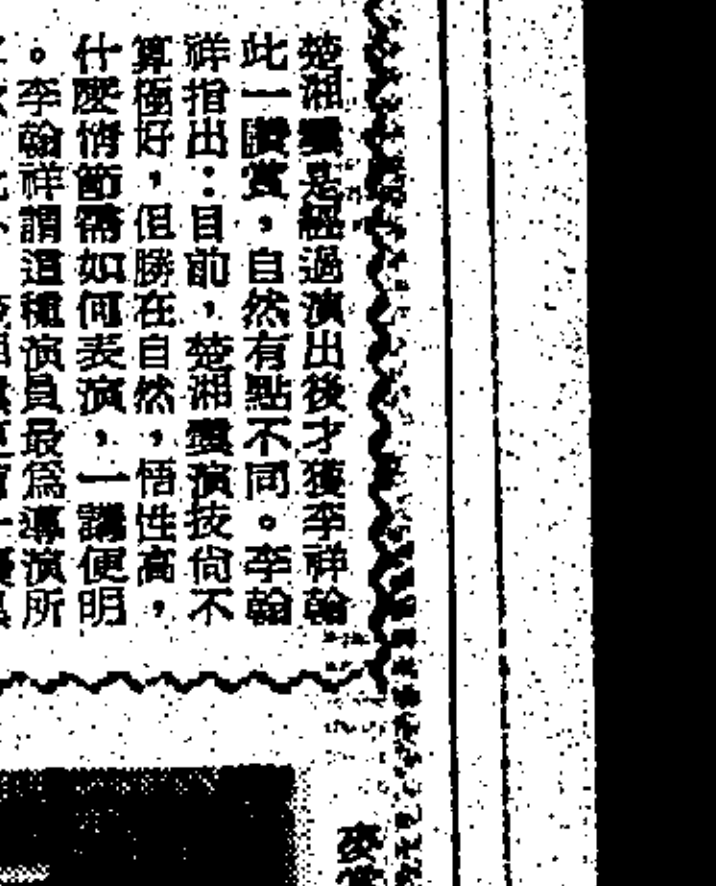 楚湘雲是經過演出後才獲李祥翰
此一讚賞，自然有點不同。李翰
祥指出：目前，楚湘雲演技尙不
算極好，但勝在自然，悟性高，
什麼情節需如何表演，一講便明
。李翰祥謂這種演員最爲導演所
麥